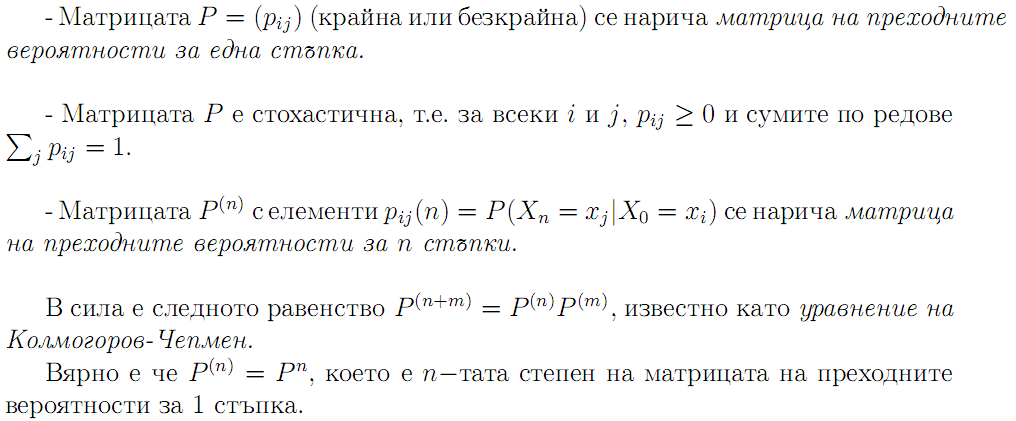 - Матрицата P = (p_{ij}) (крайна или безкрайна) се нарича матрица на преходните
вероятности за една стъпка.
- Матрицата P е стохастична, т.е. за всеки i и j, p_{ij} ≥ 0 и сумите по редове
∑_j p_{ij} = 1.
- Матрицата P^{(n)} с елементи p_{ij}(n) = P(X_n = x_j|X_0 = x_i) се нарича матрица
на преходните вероятности за n стъпки.
В сила е следното равенство P^{(n+m)} = P^{(n)}P^{(m)}, известно като уравнение на
Колмогоров-Чепмен.
Вярно е че P^{(n)} = P^n, което е n−тата степен на матрицата на преходните
вероятности за 1 стъпка.